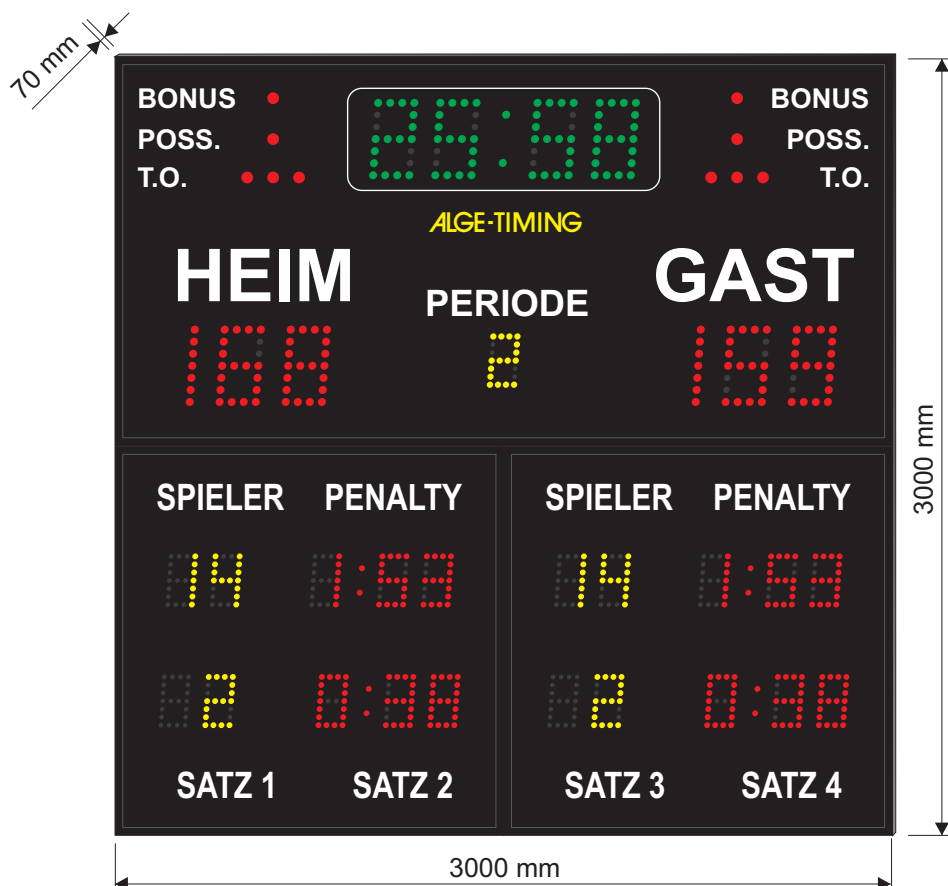 70 mm
BONUS BONUS
25:58
POSS. POSS.
T.O. T.O.
ALGE-TIMING
HEIM GAST
PERIODE
168 2 159
3000 mm
SPIELER PENALTY SPIELER PENALTY
14 1:53 14 1:53
2 0:38 2 0:38
SATZ 1 SATZ 2 SATZ 3 SATZ 4
3000 mm